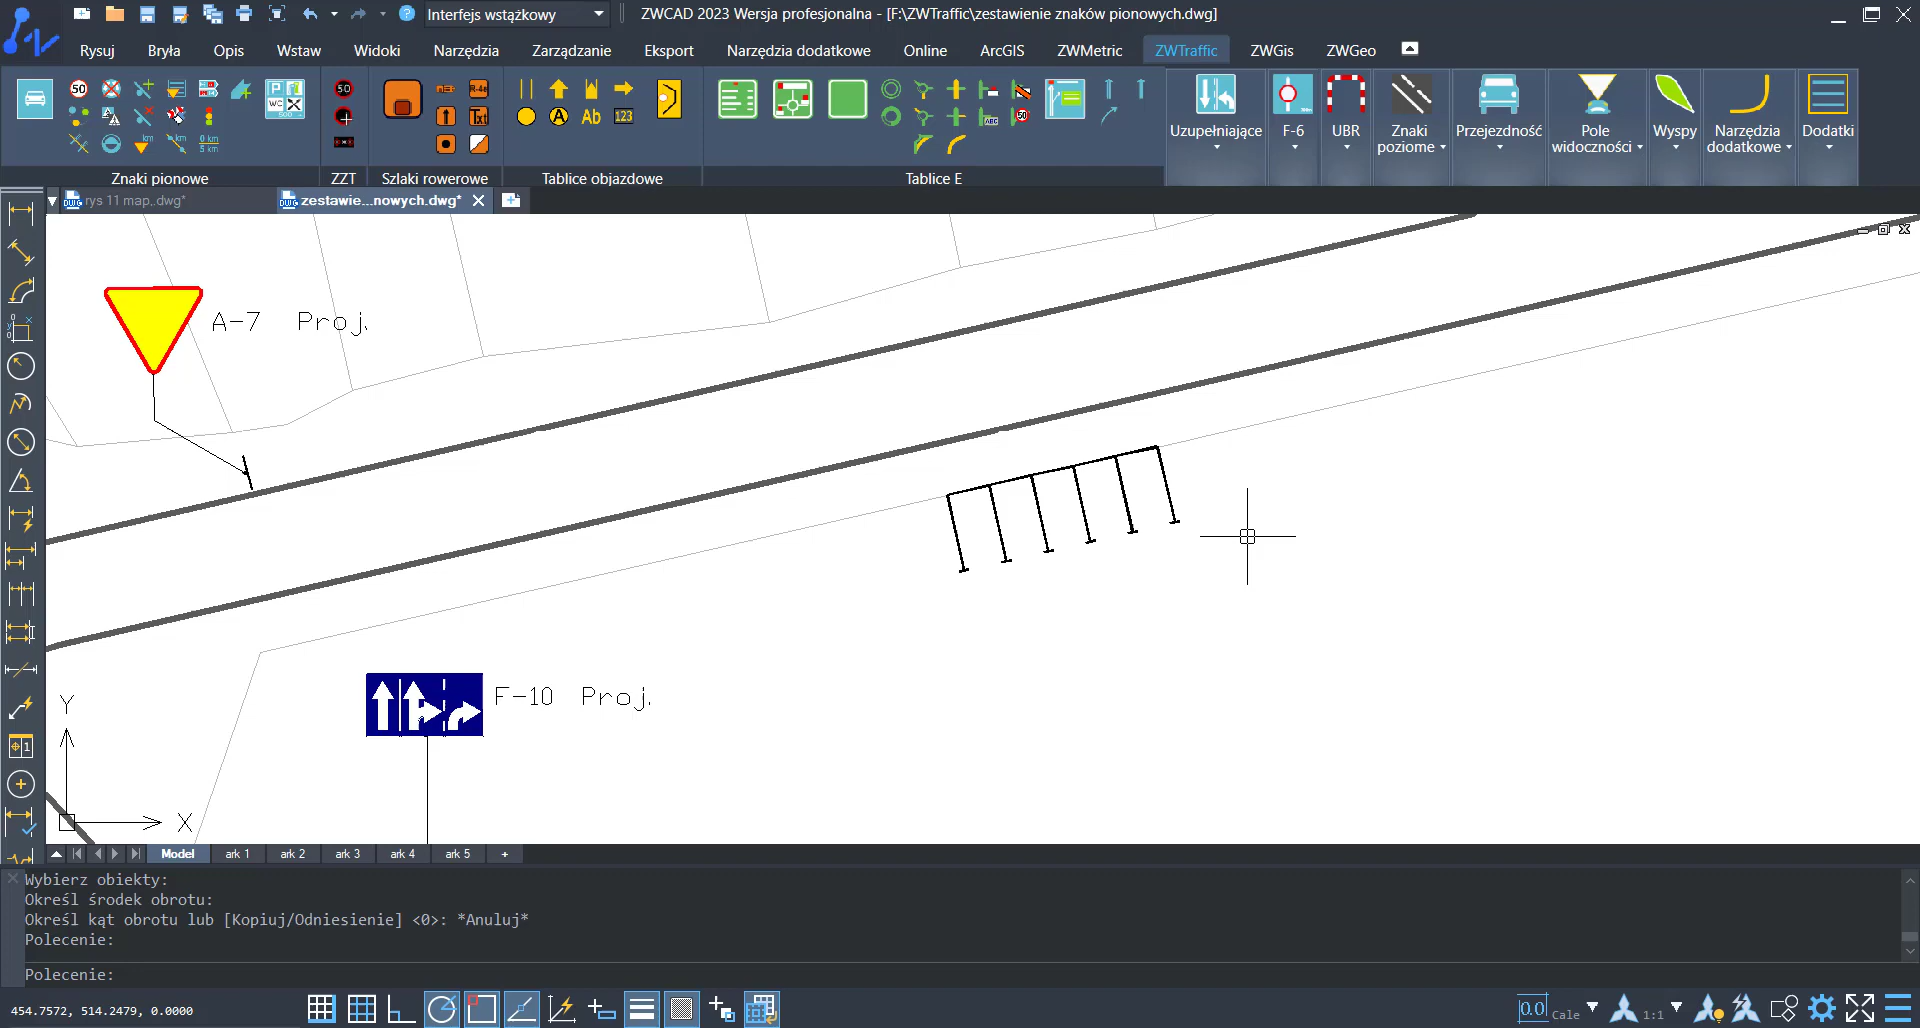 Interfejs wstążkowy
ZWCAD 2023 Wersja profesjonalna - [F:\ZWTraffic\zestawienie znaków pionowych.dwg]
Rysuj Bryła Opis Wstaw Widoki Narzędzia Zarządzanie Eksport Narzędzia dodatkowe Online ArcGIS ZWMetric ZWTraffic ZWGis ZWGeo
Uzupełniające F-6 UBR Znaki poziome Przejezdność Pole widoczności Wyspy Narzędzia dodatkowe Dodatki
Znaki pionowe ZZT Szlaki rowerowe Tablice objazdowe Tablice E
rys 11 map,.dwg* zestawie...nowych.dwg*
A-7 Proj.
F-10 Proj.
Y
X
Model ark 1 ark 2 ark 3 ark 4 ark 5 +
Wybierz obiekty:
Określ środek obrotu:
Określ kąt obrotu lub [Kopiuj/Odniesienie] <0>: *Anuluj*
Polecenie:
Polecenie:
454.7572, 514.2479, 0.0000
0.0 Cale 1:1